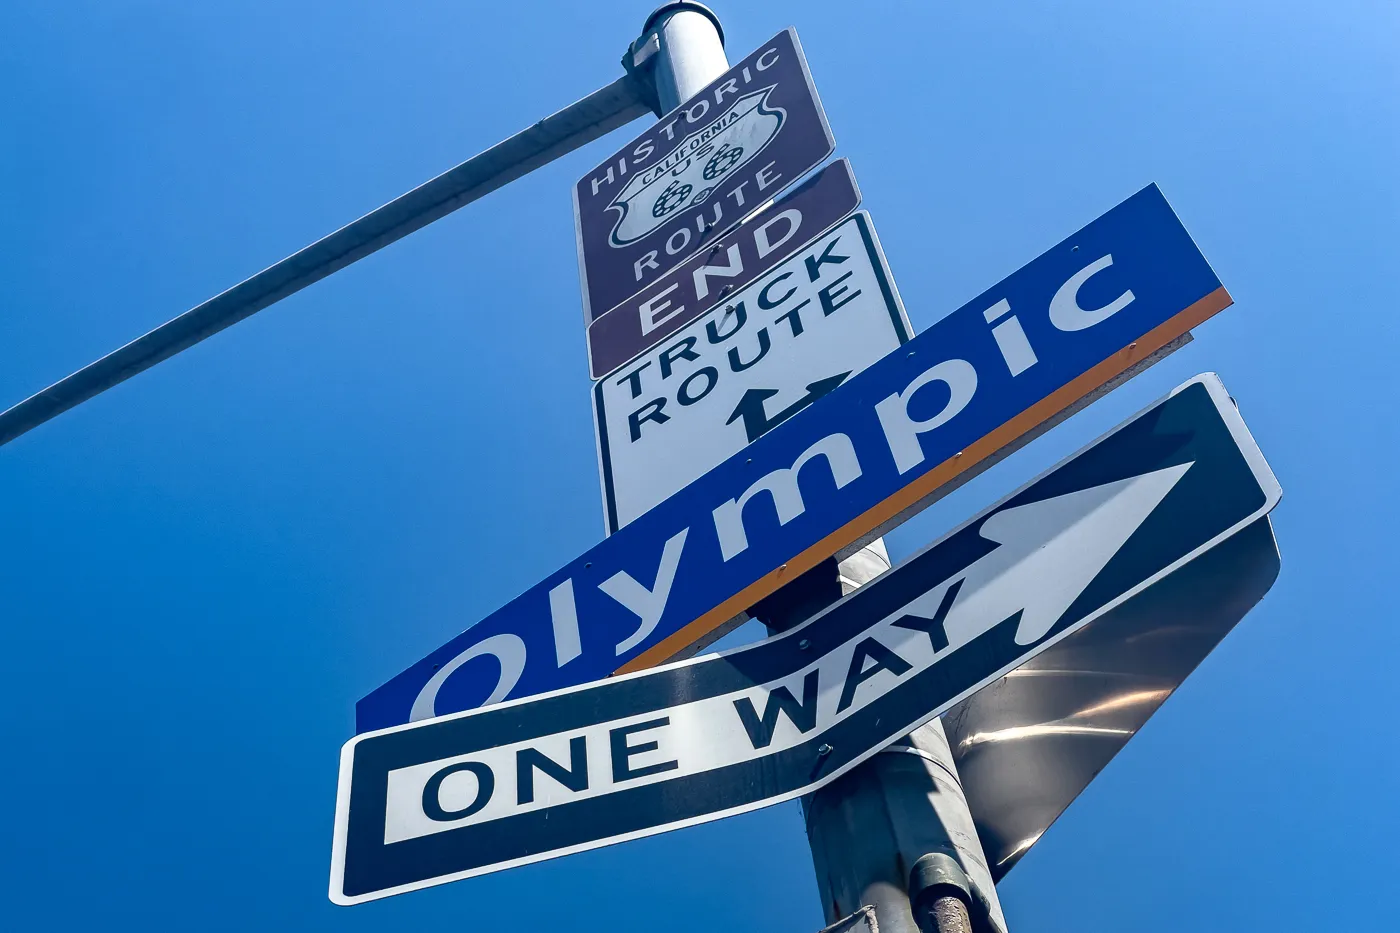 HISTORIC
CALIFORNIA
US
66
ROUTE
END
TRUCK
ROUTE
Olympic
ONE WAY